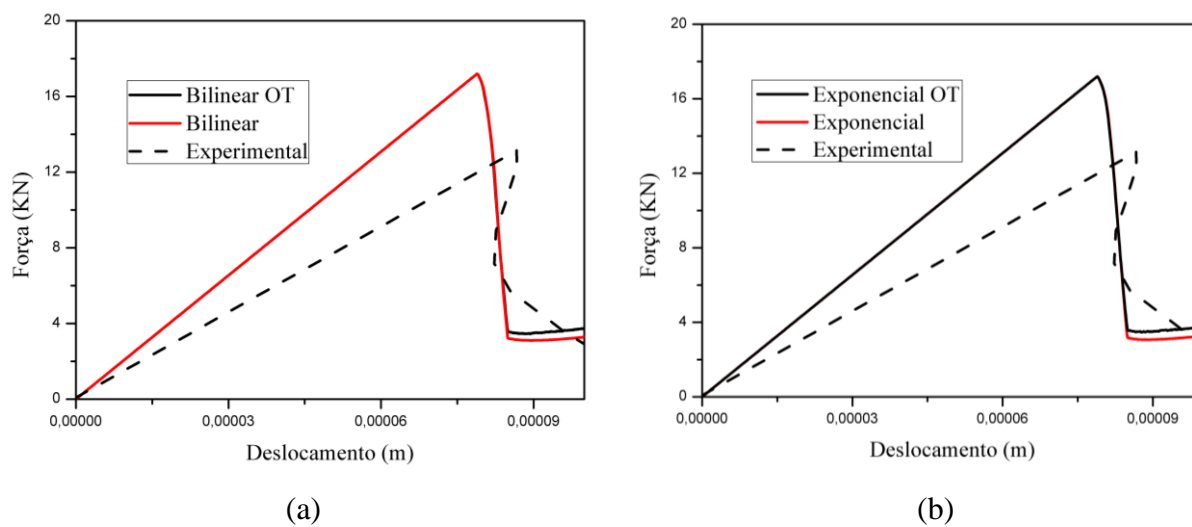 20
16
12
8
4
0
Força (KN)
Bilinear OT
Bilinear
Experimental
0,00000
0,00003
0,00006
0,00009
Deslocamento (m)
(a)
20
16
12
8
4
0
Força (KN)
Exponencial OT
Exponencial
Experimental
0,00000
0,00003
0,00006
0,00009
Deslocamento (m)
(b)